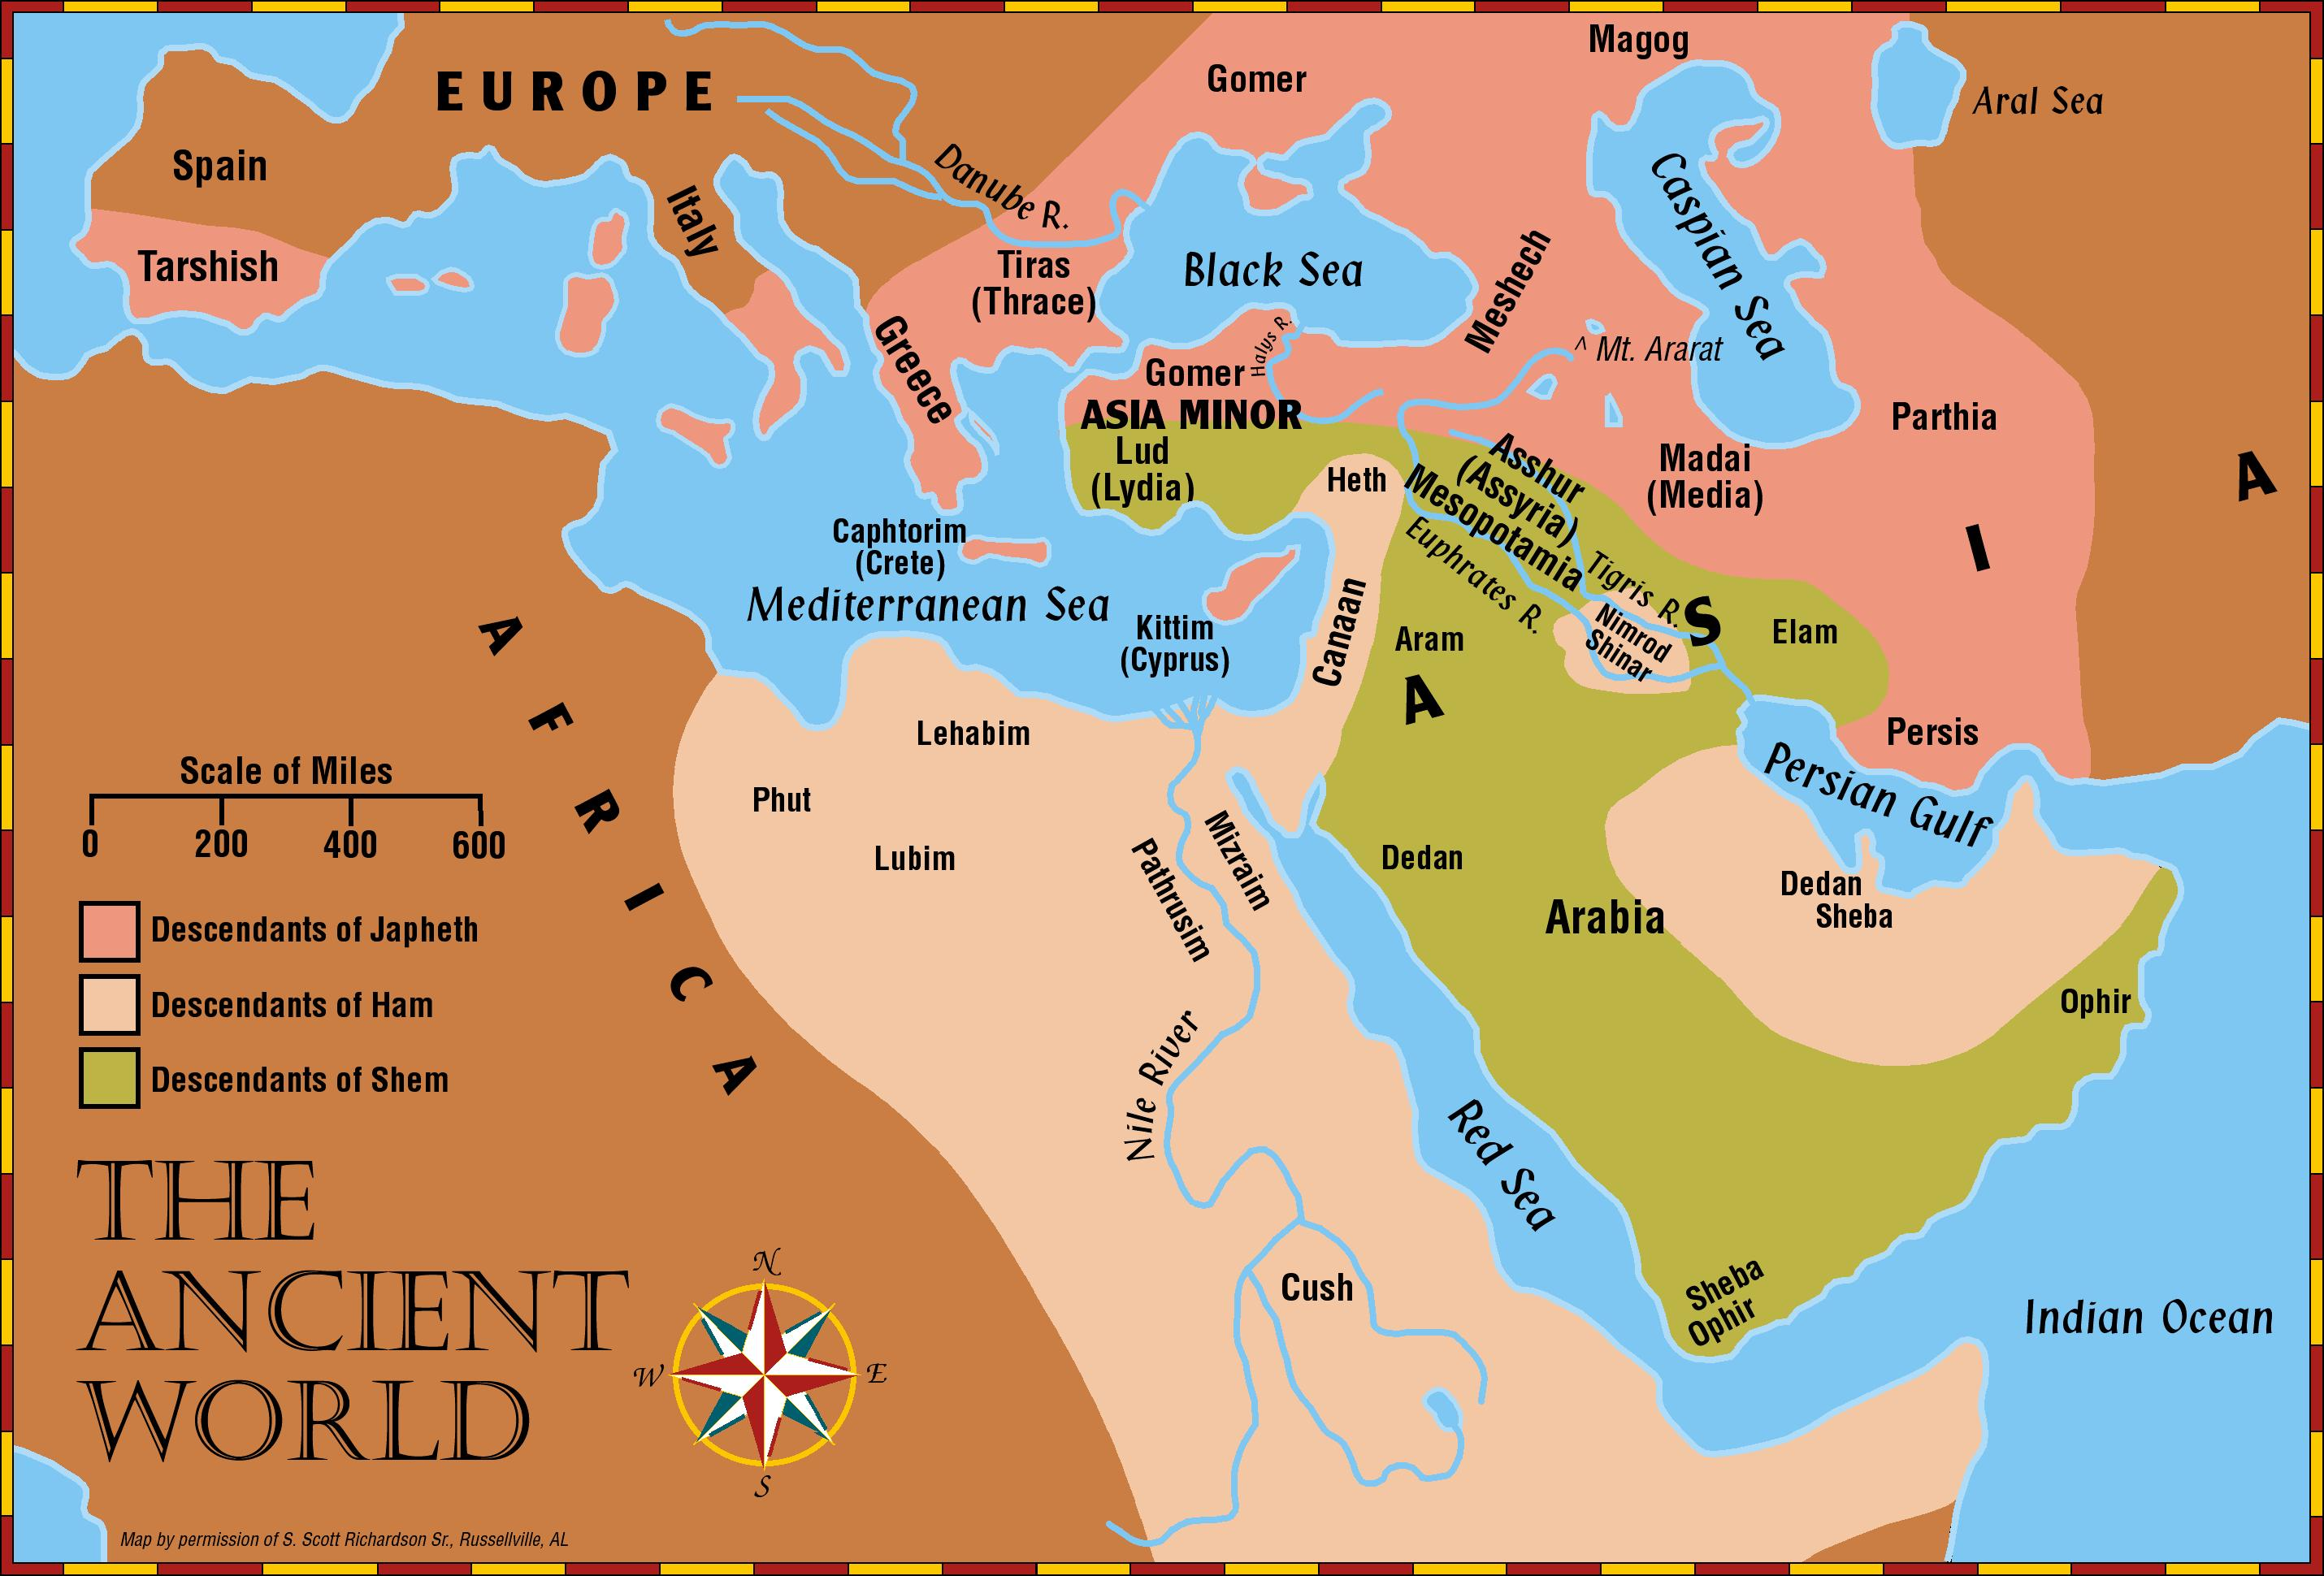 Magog
Gomer
EUROPE
Aral Sea
Spain
Danube R.
Italy
Caspian Sea
Tarshish
Tiras
(Thrace)
Black Sea
Meshech
Greece
Halys R.
^ Mt. Ararat
Gomer
ASIA MINOR
Parthia
Lud
(Lydia)
Heth
Asshur
(Assyria)
Mesopotamia
Madai
(Media)
ASIA
Caphtorim
(Crete)
Euphrates R.
Tigris R.
Mediterranean Sea
Kittim
(Cyprus)
Canaan
Aram
Nimrod
Shinar
Elam
AFRICA
Lehabim
Persis
Persian Gulf
Phut
Lubim
Mizraim
Pathrusim
Dedan
Arabia
Dedan
Sheba
Ophir
Scale of Miles
0 200 400 600
Descendants of Japheth
Descendants of Ham
Descendants of Shem
Nile River
Red Sea
Cush
Sheba
Ophir
Indian Ocean
THE
ANCIENT
WORLD
N
W E
S
Map by permission of S. Scott Richardson Sr., Russellville, AL